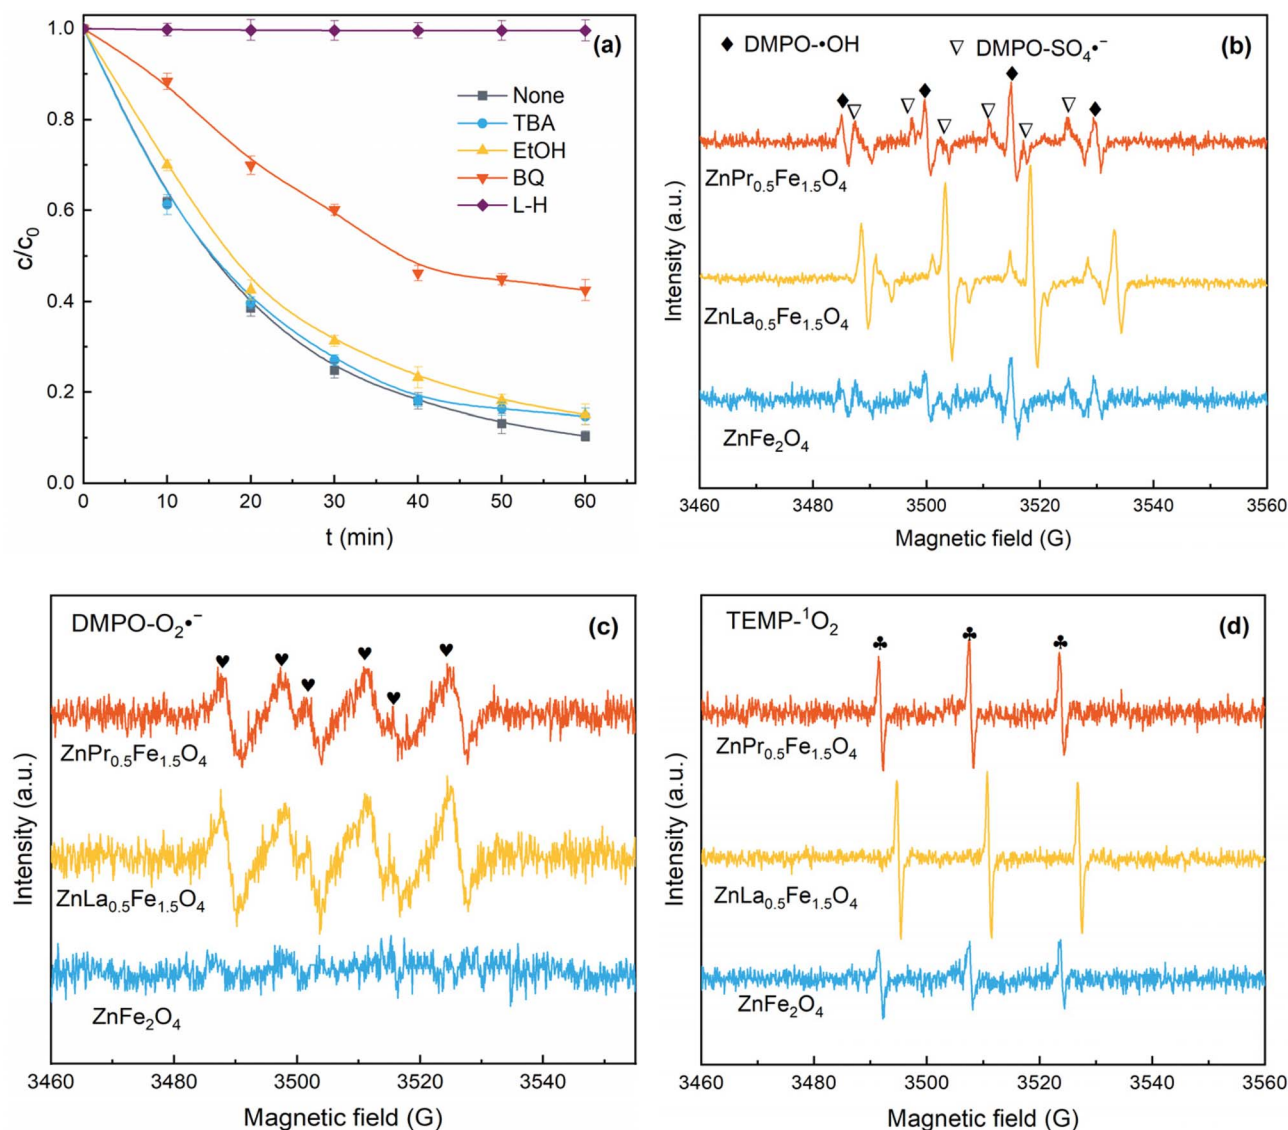 (a)
None
TBA
EtOH
BQ
L-H
c/c₀
1.0
0.8
0.6
0.4
0.2
0.0
0 10 20 30 40 50 60
t (min)
(b)
♦ DMPO-•OH ▽ DMPO-SO₄•⁻
Intensity (a.u.)
ZnPr₀.₅Fe₁.₅O₄
ZnLa₀.₅Fe₁.₅O₄
ZnFe₂O₄
3460 3480 3500 3520 3540 3560
Magnetic field (G)
DMPO-O₂•⁻ (c)
Intensity (a.u.)
ZnPr₀.₅Fe₁.₅O₄
ZnLa₀.₅Fe₁.₅O₄
ZnFe₂O₄
3460 3480 3500 3520 3540
Magnetic field (G)
TEMP-¹O₂ (d)
Intensity (a.u.)
ZnPr₀.₅Fe₁.₅O₄
ZnLa₀.₅Fe₁.₅O₄
ZnFe₂O₄
3460 3480 3500 3520 3540 3560
Magnetic field (G)